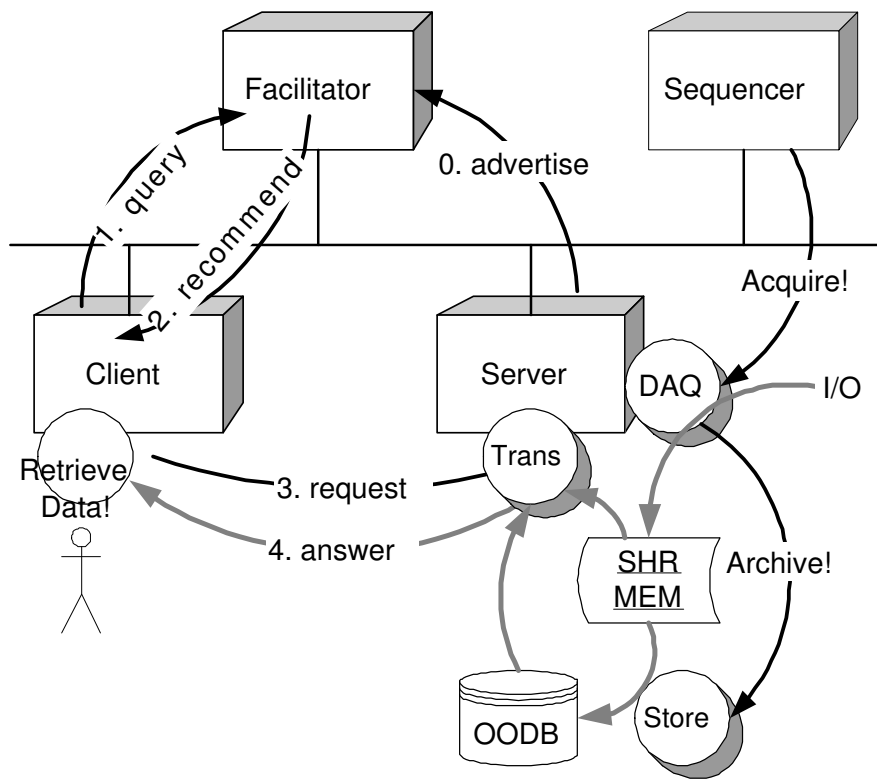 Facilitator
Sequencer
0. advertise
1. query
2. recommend
Acquire!
Client
Server
DAQ
I/O
Trans
Retrieve
Data!
3. request
4. answer
SHR
MEM
Archive!
Store
OODB